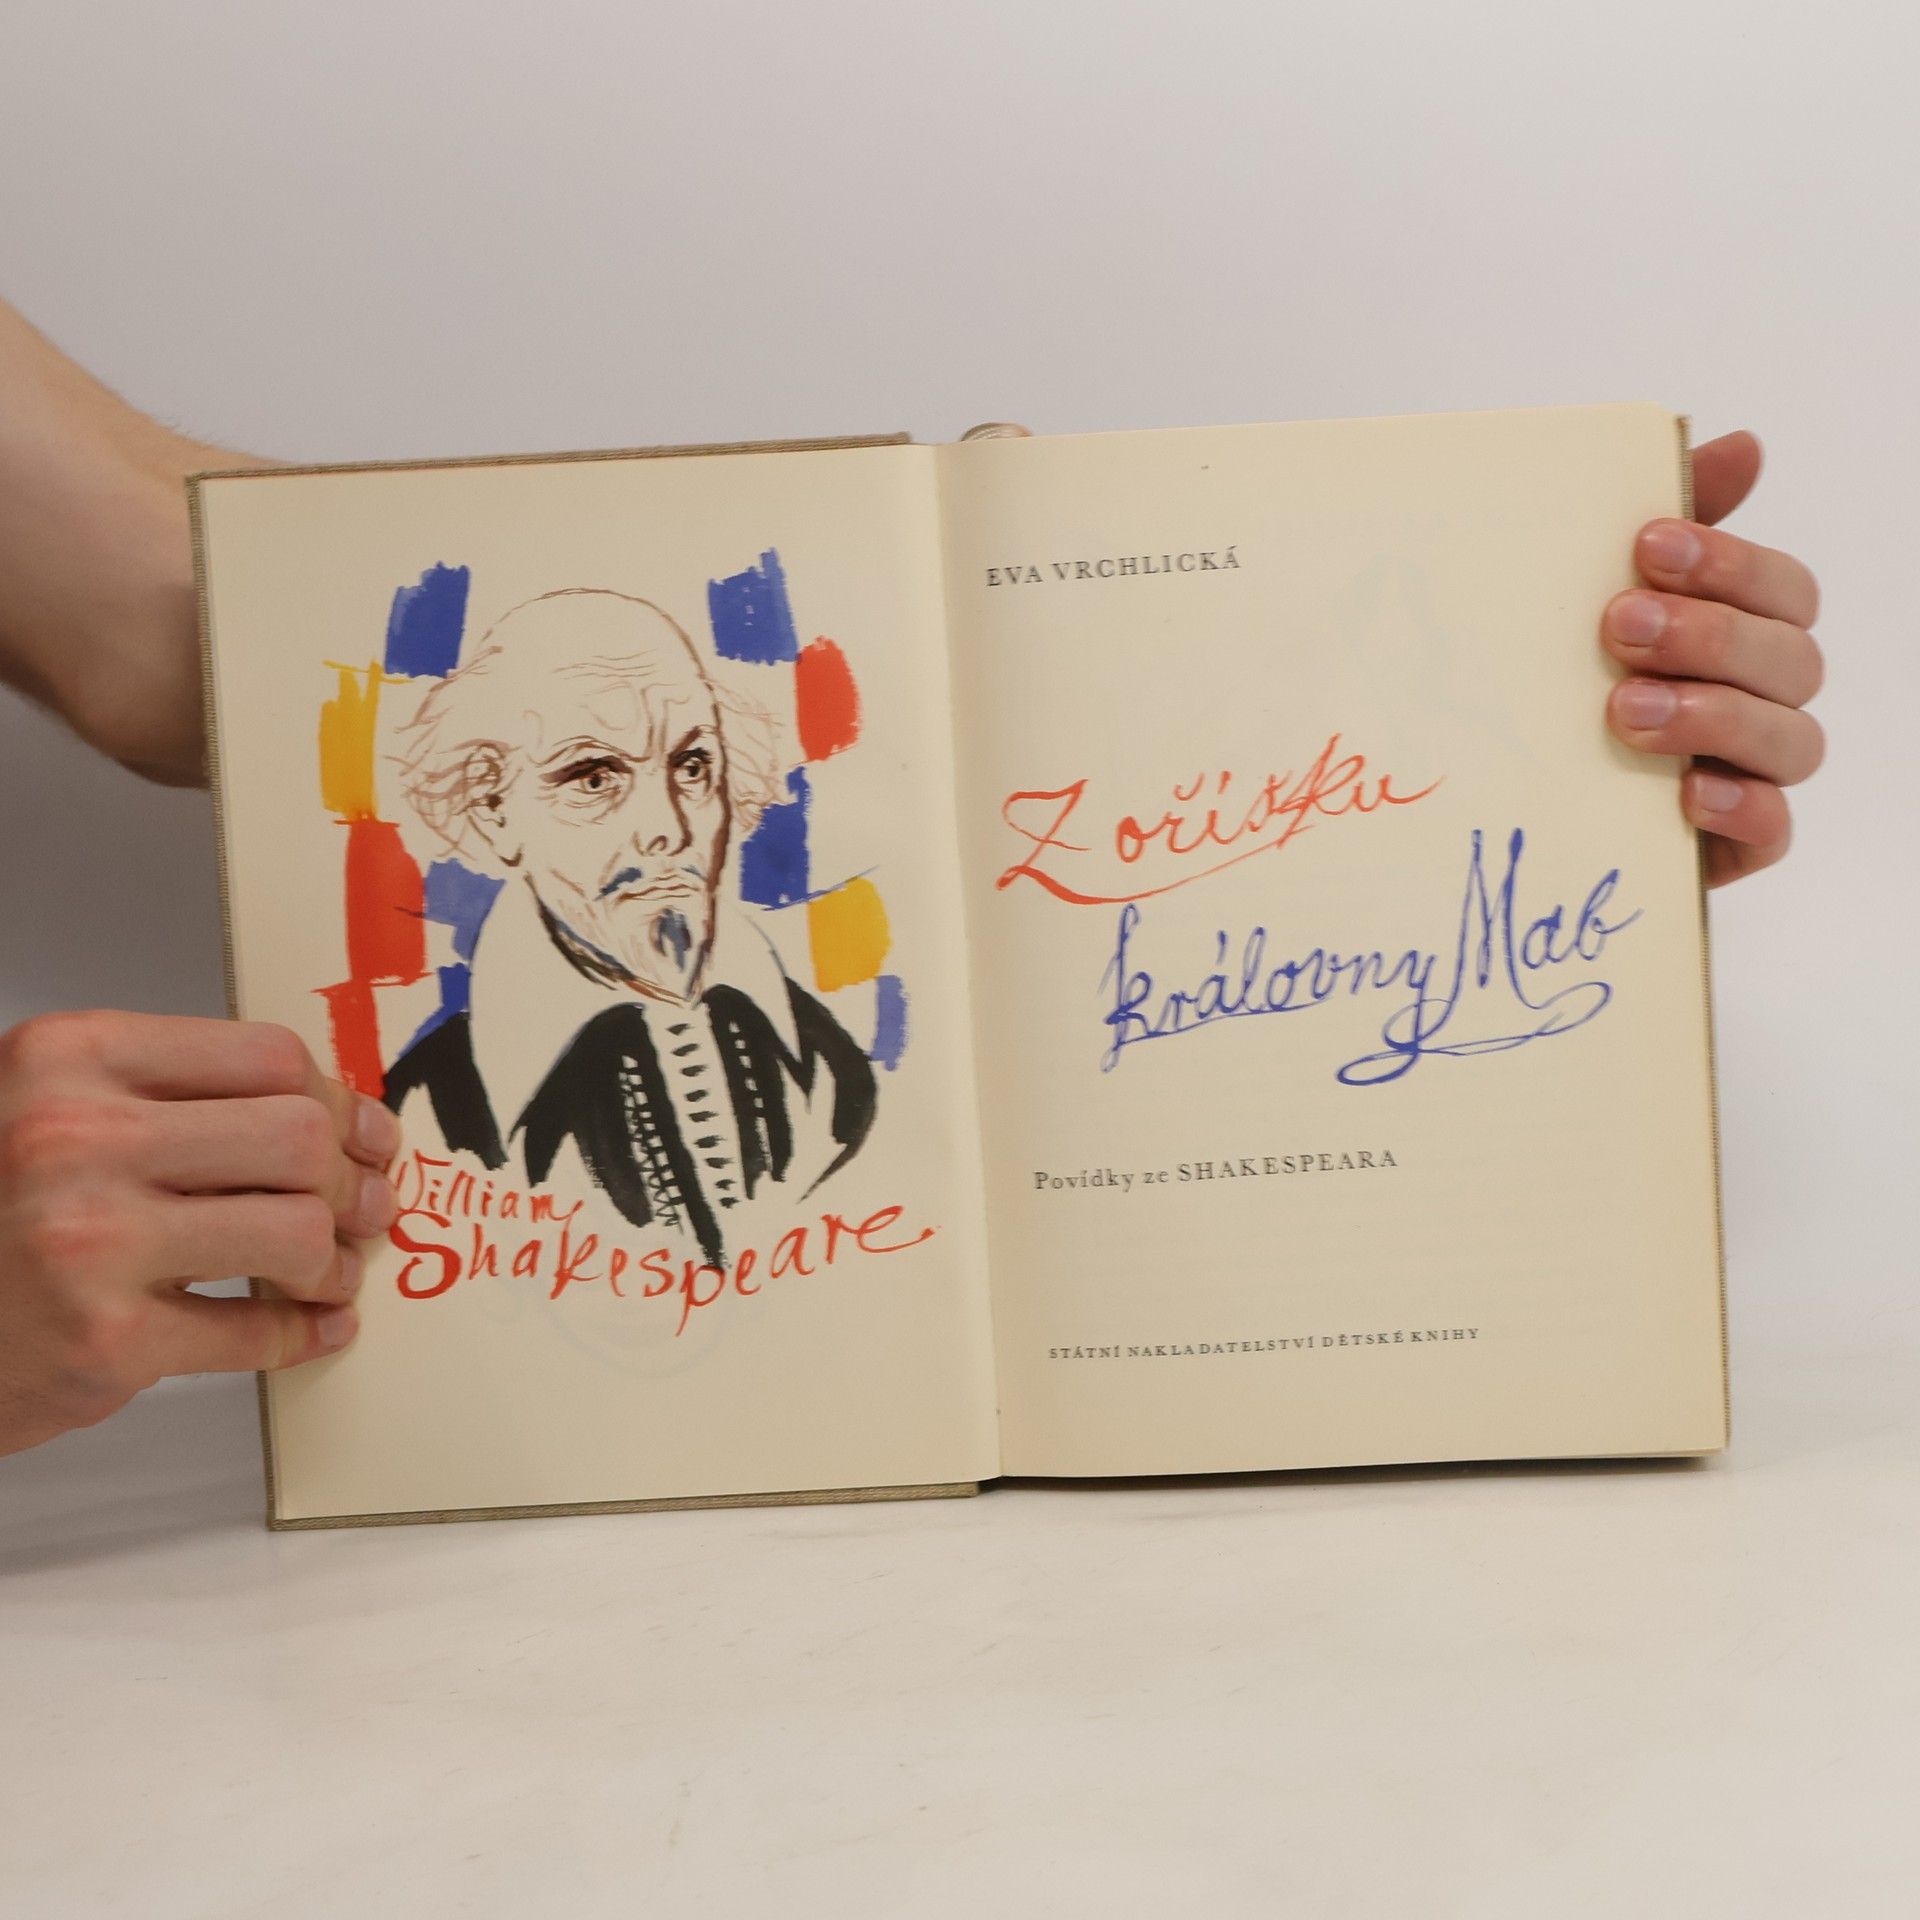 William
Shakespeare
EVA VRCHLICKÁ
Z oříšku
královny Mab
Povídky ze SHAKESPEARA
STÁTNÍ NAKLADATELSTVÍ DĚTSKÉ KNIHY